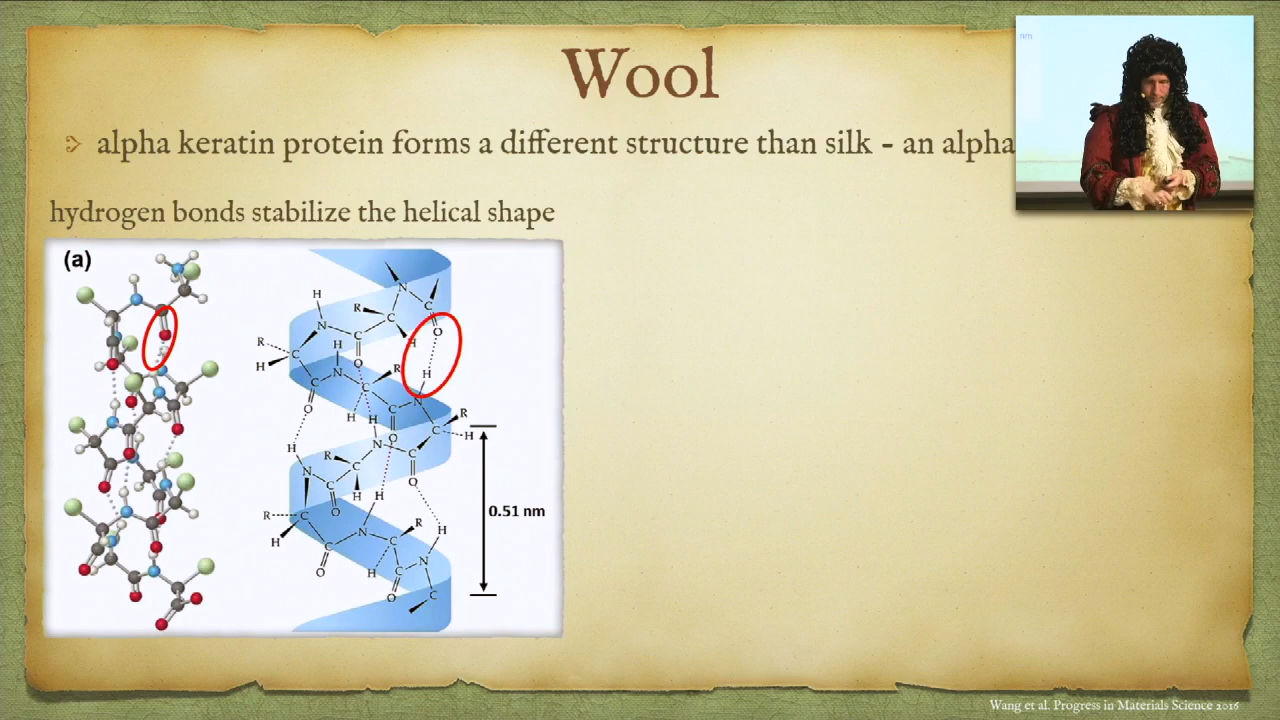 Wool
alpha keratin protein forms a different structure than silk - an alpha
nm
hydrogen bonds stabilize the helical shape
(a)
H
N
C
O
R
0.51 nm
Wang et al. Progress in Materials Science 2016